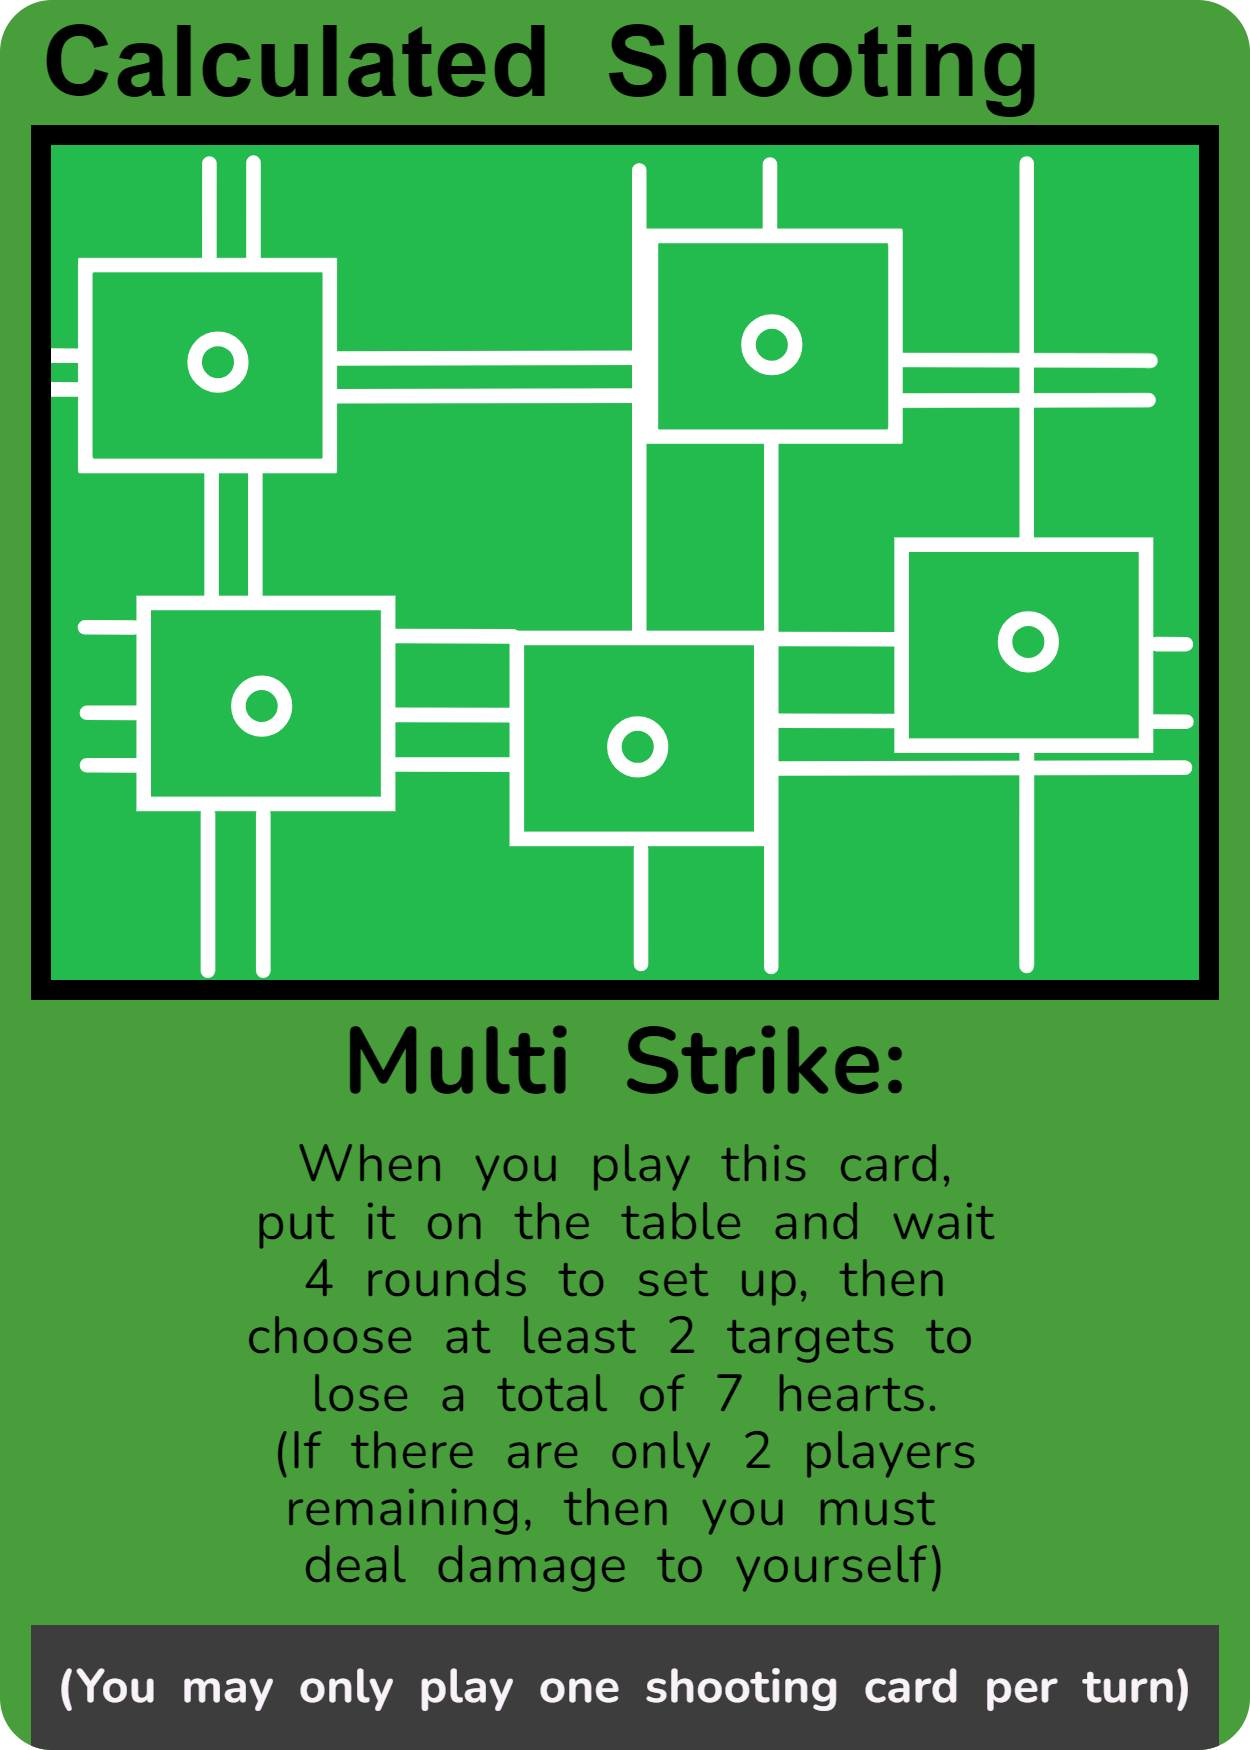 Calculated Shooting
Multi Strike:
When you play this card,
put it on the table and wait
4 rounds to set up, then
choose at least 2 targets to
lose a total of 7 hearts.
(If there are only 2 players
remaining, then you must
deal damage to yourself)
(You may only play one shooting card per turn)